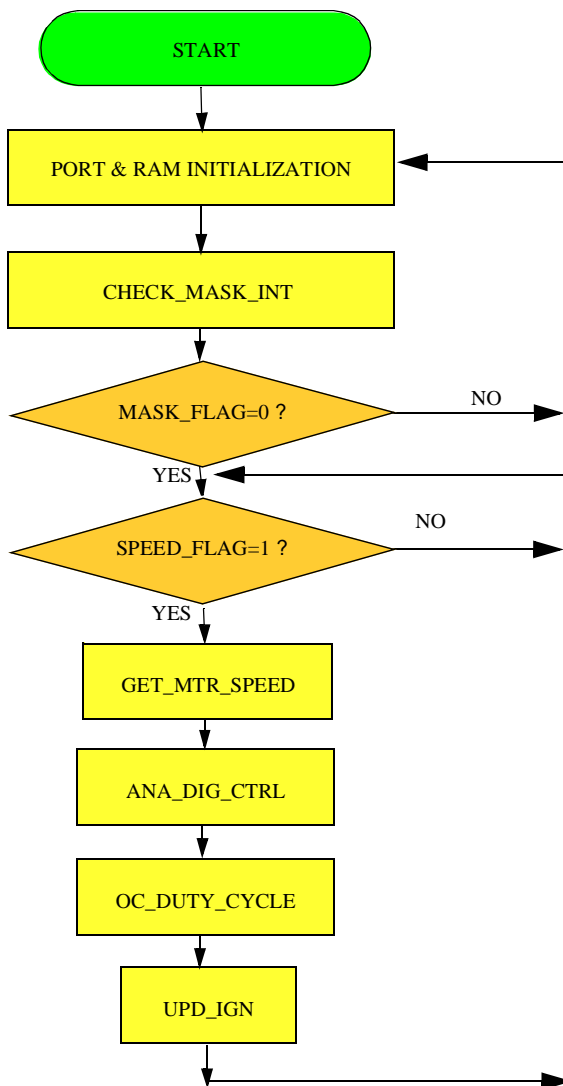 START
PORT & RAM INITIALIZATION
CHECK_MASK_INT
MASK_FLAG=0 ?
NO
YES
SPEED_FLAG=1 ?
NO
YES
GET_MTR_SPEED
ANA_DIG_CTRL
OC_DUTY_CYCLE
UPD_IGN